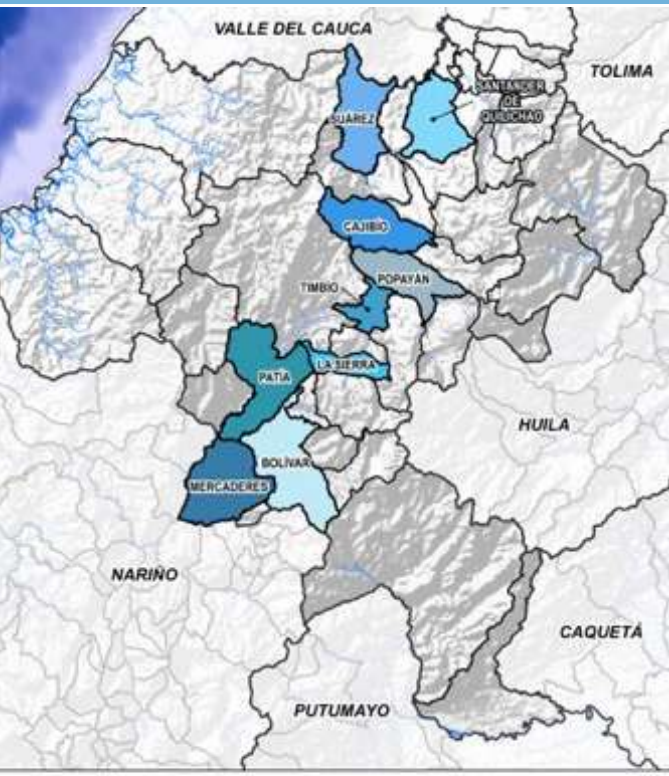 VALLE DEL CAUCA
TOLIMA
SANTANDER
DE
QUILICHAO
SUÁREZ
CAJIBÍO
POPAYÁN
TIMBÍO
LA SIERRA
PATÍA
HUILA
BOLÍVAR
MERCADERES
NARIÑO
CAQUETÁ
PUTUMAYO